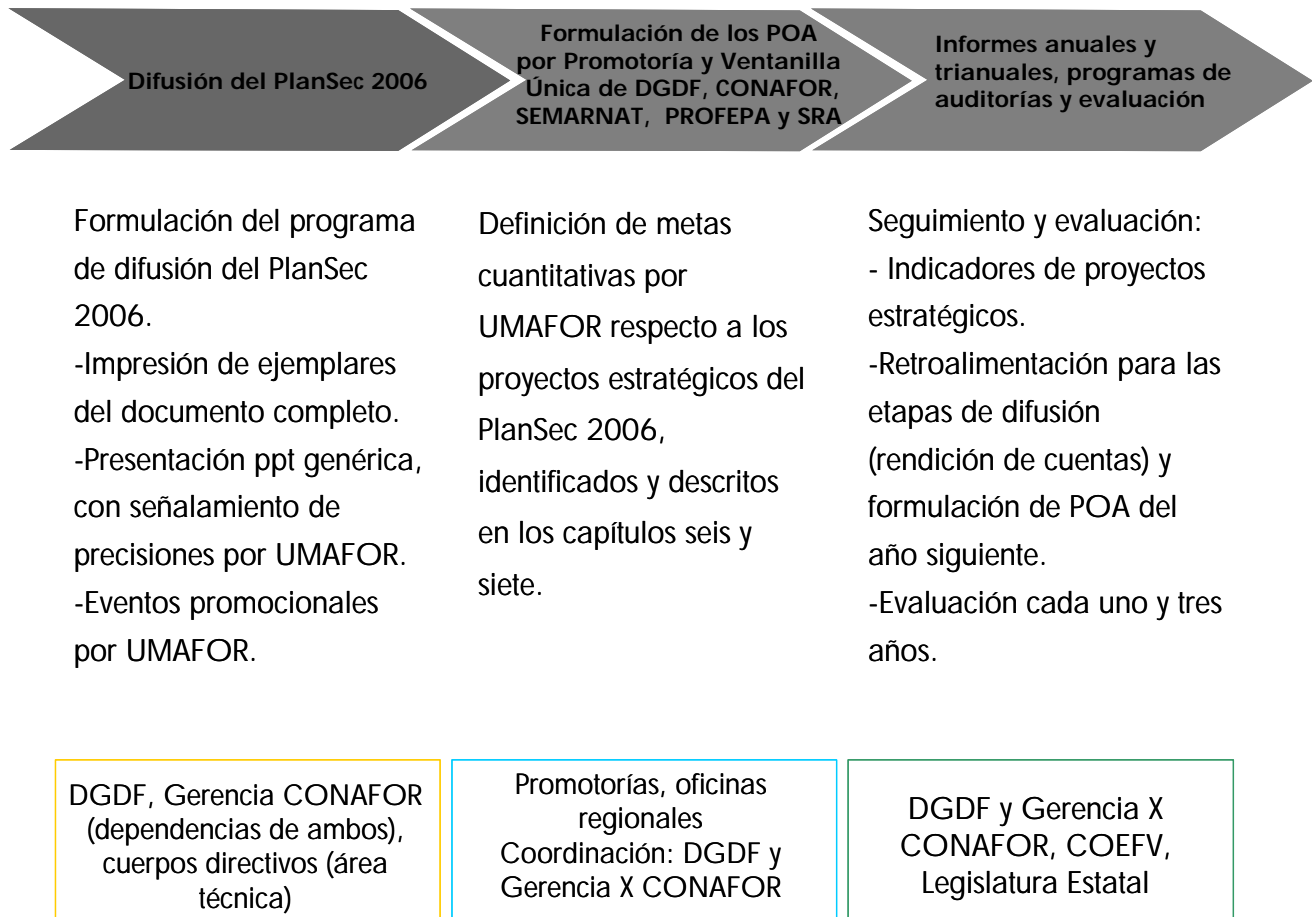 Difusión del PlanSec 2006
Formulación de los POA
por Promotoría y Ventanilla
Única de DGDF, CONAFOR,
SEMARNAT, PROFEPA y SRA
Informes anuales y
trianuales, programas de
auditorías y evaluación
Formulación del programa
de difusión del PlanSec
2006.
-Impresión de ejemplares
del documento completo.
-Presentación ppt genérica,
con señalamiento de
precisiones por UMAFOR.
-Eventos promocionales
por UMAFOR.
Definición de metas
cuantitativas por
UMAFOR respecto a los
proyectos estratégicos del
PlanSec 2006,
identificados y descritos
en los capítulos seis y
siete.
Seguimiento y evaluación:
- Indicadores de proyectos
estratégicos.
-Retroalimentación para las
etapas de difusión
(rendición de cuentas) y
formulación de POA del
año siguiente.
-Evaluación cada uno y tres
años.
DGDF, Gerencia CONAFOR
(dependencias de ambos),
cuerpos directivos (área
técnica)
Promotorías, oficinas
regionales
Coordinación: DGDF y
Gerencia X CONAFOR
DGDF y Gerencia X
CONAFOR, COEFV,
Legislatura Estatal